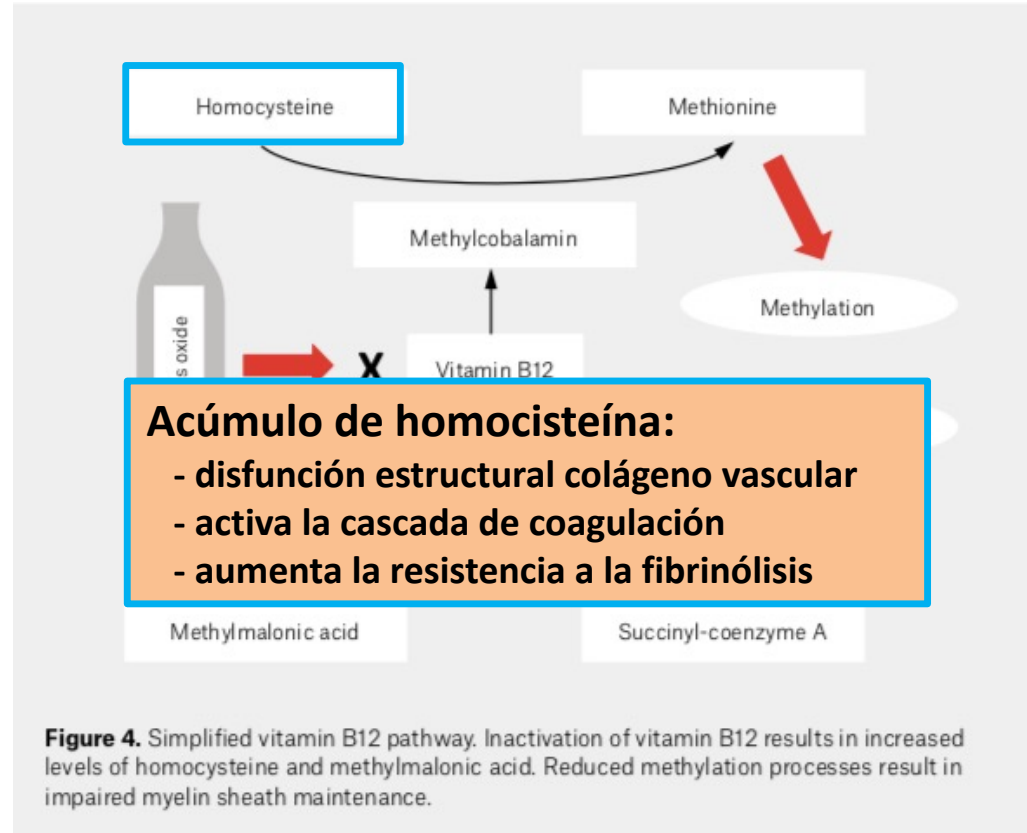 Homocysteine
Methionine
Methylcobalamin
Methylation
oxide
X
Vitamin B12
Acúmulo de homocisteína:
- disfunción estructural colágeno vascular
- activa la cascada de coagulación
- aumenta la resistencia a la fibrinólisis
Methylmalonic acid
Succinyl-coenzyme A
Figure 4. Simplified vitamin B12 pathway. Inactivation of vitamin B12 results in increased
levels of homocysteine and methylmalonic acid. Reduced methylation processes result in
impaired myelin sheath maintenance.